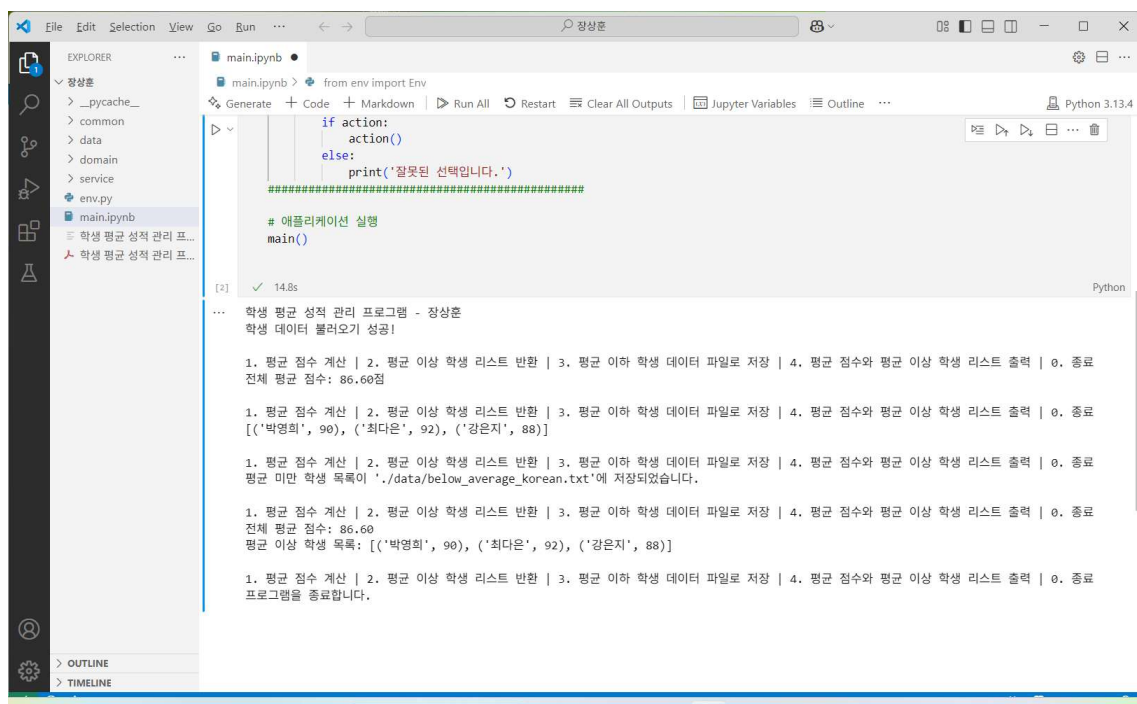 File Edit Selection View Go Run ··· ← → 장상훈
EXPLORER ···
장상훈
> __pycache__
> common
> data
> domain
> service
env.py
main.ipynb
학생 평균 성적 관리 프...
학생 평균 성적 관리 프...
> OUTLINE
> TIMELINE
main.ipynb ●
main.ipynb > from env import Env
Generate + Code + Markdown | Run All Restart Clear All Outputs | Jupyter Variables Outline ··· Python 3.13.4
if action:
action()
else:
print('잘못된 선택입니다.')
###############################################
# 애플리케이션 실행
main()
[2] ✓ 14.8s Python
··· 학생 평균 성적 관리 프로그램 - 장상훈
학생 데이터 불러오기 성공!
1. 평균 점수 계산 | 2. 평균 이상 학생 리스트 반환 | 3. 평균 이하 학생 데이터 파일로 저장 | 4. 평균 점수와 평균 이상 학생 리스트 출력 | 0. 종료
전체 평균 점수: 86.60점
1. 평균 점수 계산 | 2. 평균 이상 학생 리스트 반환 | 3. 평균 이하 학생 데이터 파일로 저장 | 4. 평균 점수와 평균 이상 학생 리스트 출력 | 0. 종료
[('박영희', 90), ('최다은', 92), ('강은지', 88)]
1. 평균 점수 계산 | 2. 평균 이상 학생 리스트 반환 | 3. 평균 이하 학생 데이터 파일로 저장 | 4. 평균 점수와 평균 이상 학생 리스트 출력 | 0. 종료
평균 미만 학생 목록이 './data/below_average_korean.txt'에 저장되었습니다.
1. 평균 점수 계산 | 2. 평균 이상 학생 리스트 반환 | 3. 평균 이하 학생 데이터 파일로 저장 | 4. 평균 점수와 평균 이상 학생 리스트 출력 | 0. 종료
전체 평균 점수: 86.60
평균 이상 학생 목록: [('박영희', 90), ('최다은', 92), ('강은지', 88)]
1. 평균 점수 계산 | 2. 평균 이상 학생 리스트 반환 | 3. 평균 이하 학생 데이터 파일로 저장 | 4. 평균 점수와 평균 이상 학생 리스트 출력 | 0. 종료
프로그램을 종료합니다.